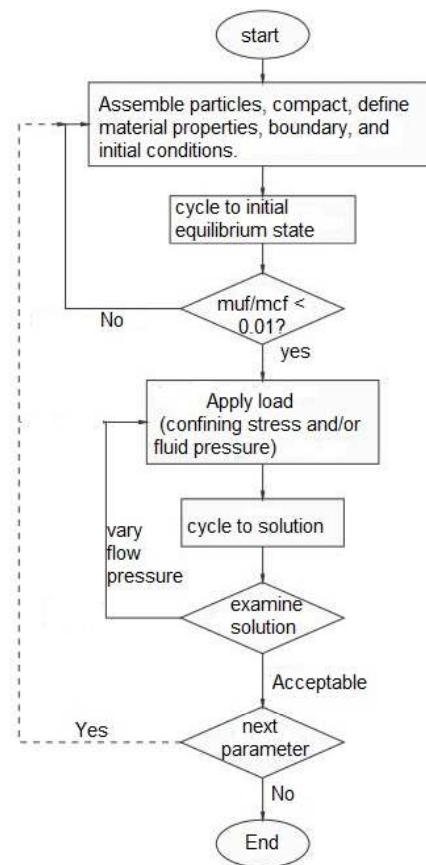 start
Assemble particles, compact, define
material properties, boundary, and
initial conditions.
cycle to initial
equilibrium state
muf/mcf <
0.01?
No
yes
Apply load
(confining stress and/or
fluid pressure)
cycle to solution
vary
flow
pressure
examine
solution
Acceptable
Yes
next
parameter
No
End